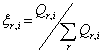 ξ_{r,i} = Q_{r,i} / ∑_r Q_{r,i}